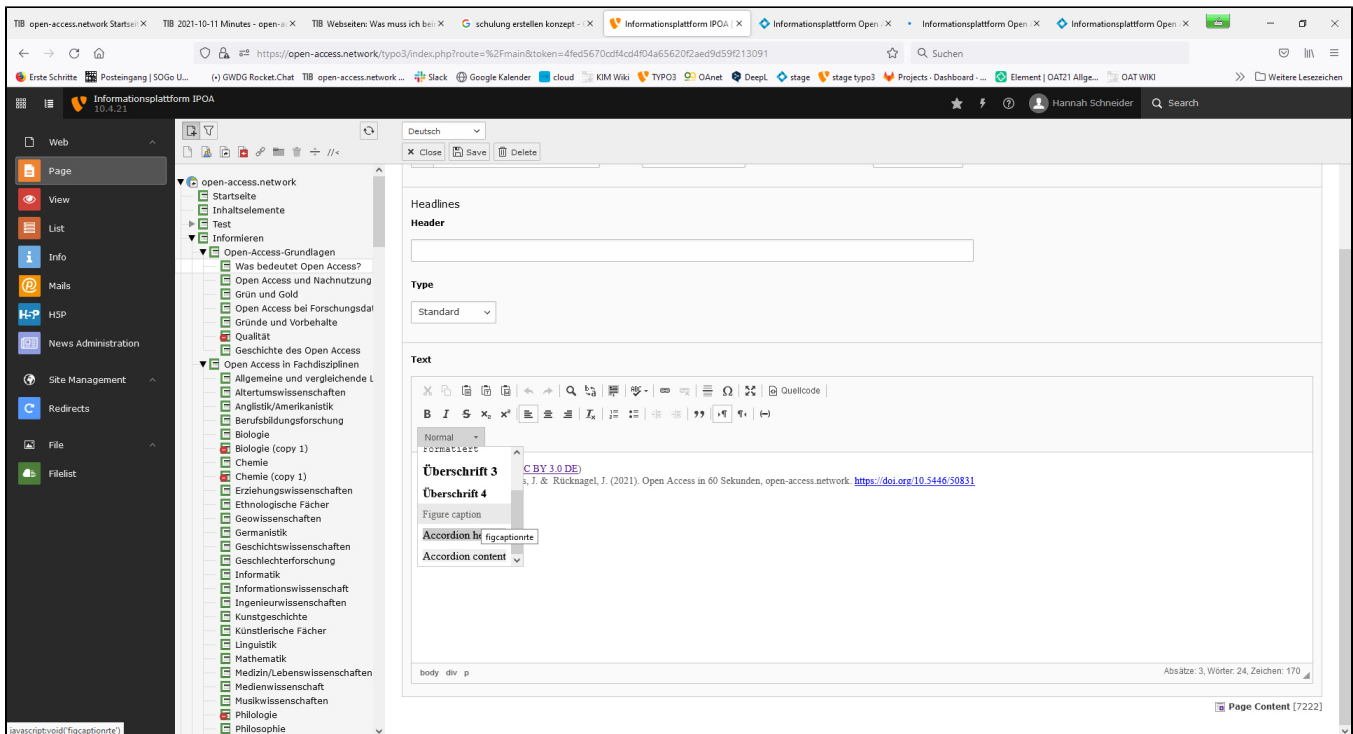 TIB open-access.network Startseit
TIB 2021-10-11 Minutes - open-a
TIB Webseiten: Was muss ich bei
G schulung erstellen konzept -
Informationsplattform IPOA |
Informationsplattform Open
Informationsplattform Open
Informationsplattform Open
https://open-access.network/typo3/index.php?route=%2Fmain&token=4fed5670cdf4cd4f04a65620f2aed9d59f213091
Suchen
Erste Schritte Posteingang | SOGo U... GWDG Rocket.Chat TIB open-access.network ... Slack Google Kalender cloud KIM Wiki TYPO3 OAnet DeepL stage stage typo3 Projects · Dashboard · ... Element | OAT21 Allge... OAT WIKI Weitere Lesezeichen
Informationsplattform IPOA
10.4.21
Hannah Schneider
Search
Web
Page
View
List
Info
Mails
H5P H5P
News Administration
Site Management
Redirects
File
Filelist
open-access.network
Startseite
Inhaltselemente
Test
Informieren
Open-Access-Grundlagen
Was bedeutet Open Access?
Open Access und Nachnutzung
Grün und Gold
Open Access bei Forschungsdat
Gründe und Vorbehalte
Qualität
Geschichte des Open Access
Open Access in Fachdisziplinen
Allgemeine und vergleichende L
Altertumswissenschaften
Anglistik/Amerikanistik
Berufsbildungsforschung
Biologie
Biologie (copy 1)
Chemie
Chemie (copy 1)
Erziehungswissenschaften
Ethnologische Fächer
Geowissenschaften
Germanistik
Geschichtswissenschaften
Geschlechterforschung
Informatik
Informationswissenschaft
Ingenieurwissenschaften
Kunstgeschichte
Künstlerische Fächer
Linguistik
Mathematik
Medizin/Lebenswissenschaften
Medienwissenschaft
Musikwissenschaften
Philologie
Philosophie
Deutsch
Close Save Delete
Headlines
Header
Type
Standard
Text
Quellcode
Normal
Formatiert
Überschrift 3
Überschrift 4
Figure caption
Accordion he
figcaptionrte
Accordion content
C BY 3.0 DE)
s, J. & Rücknagel, J. (2021). Open Access in 60 Sekunden, open-access.network. https://doi.org/10.5446/50831
body div p
Absätze: 3, Wörter: 24, Zeichen: 170
Page Content [7222]
javascript:void('figcaptionrte')